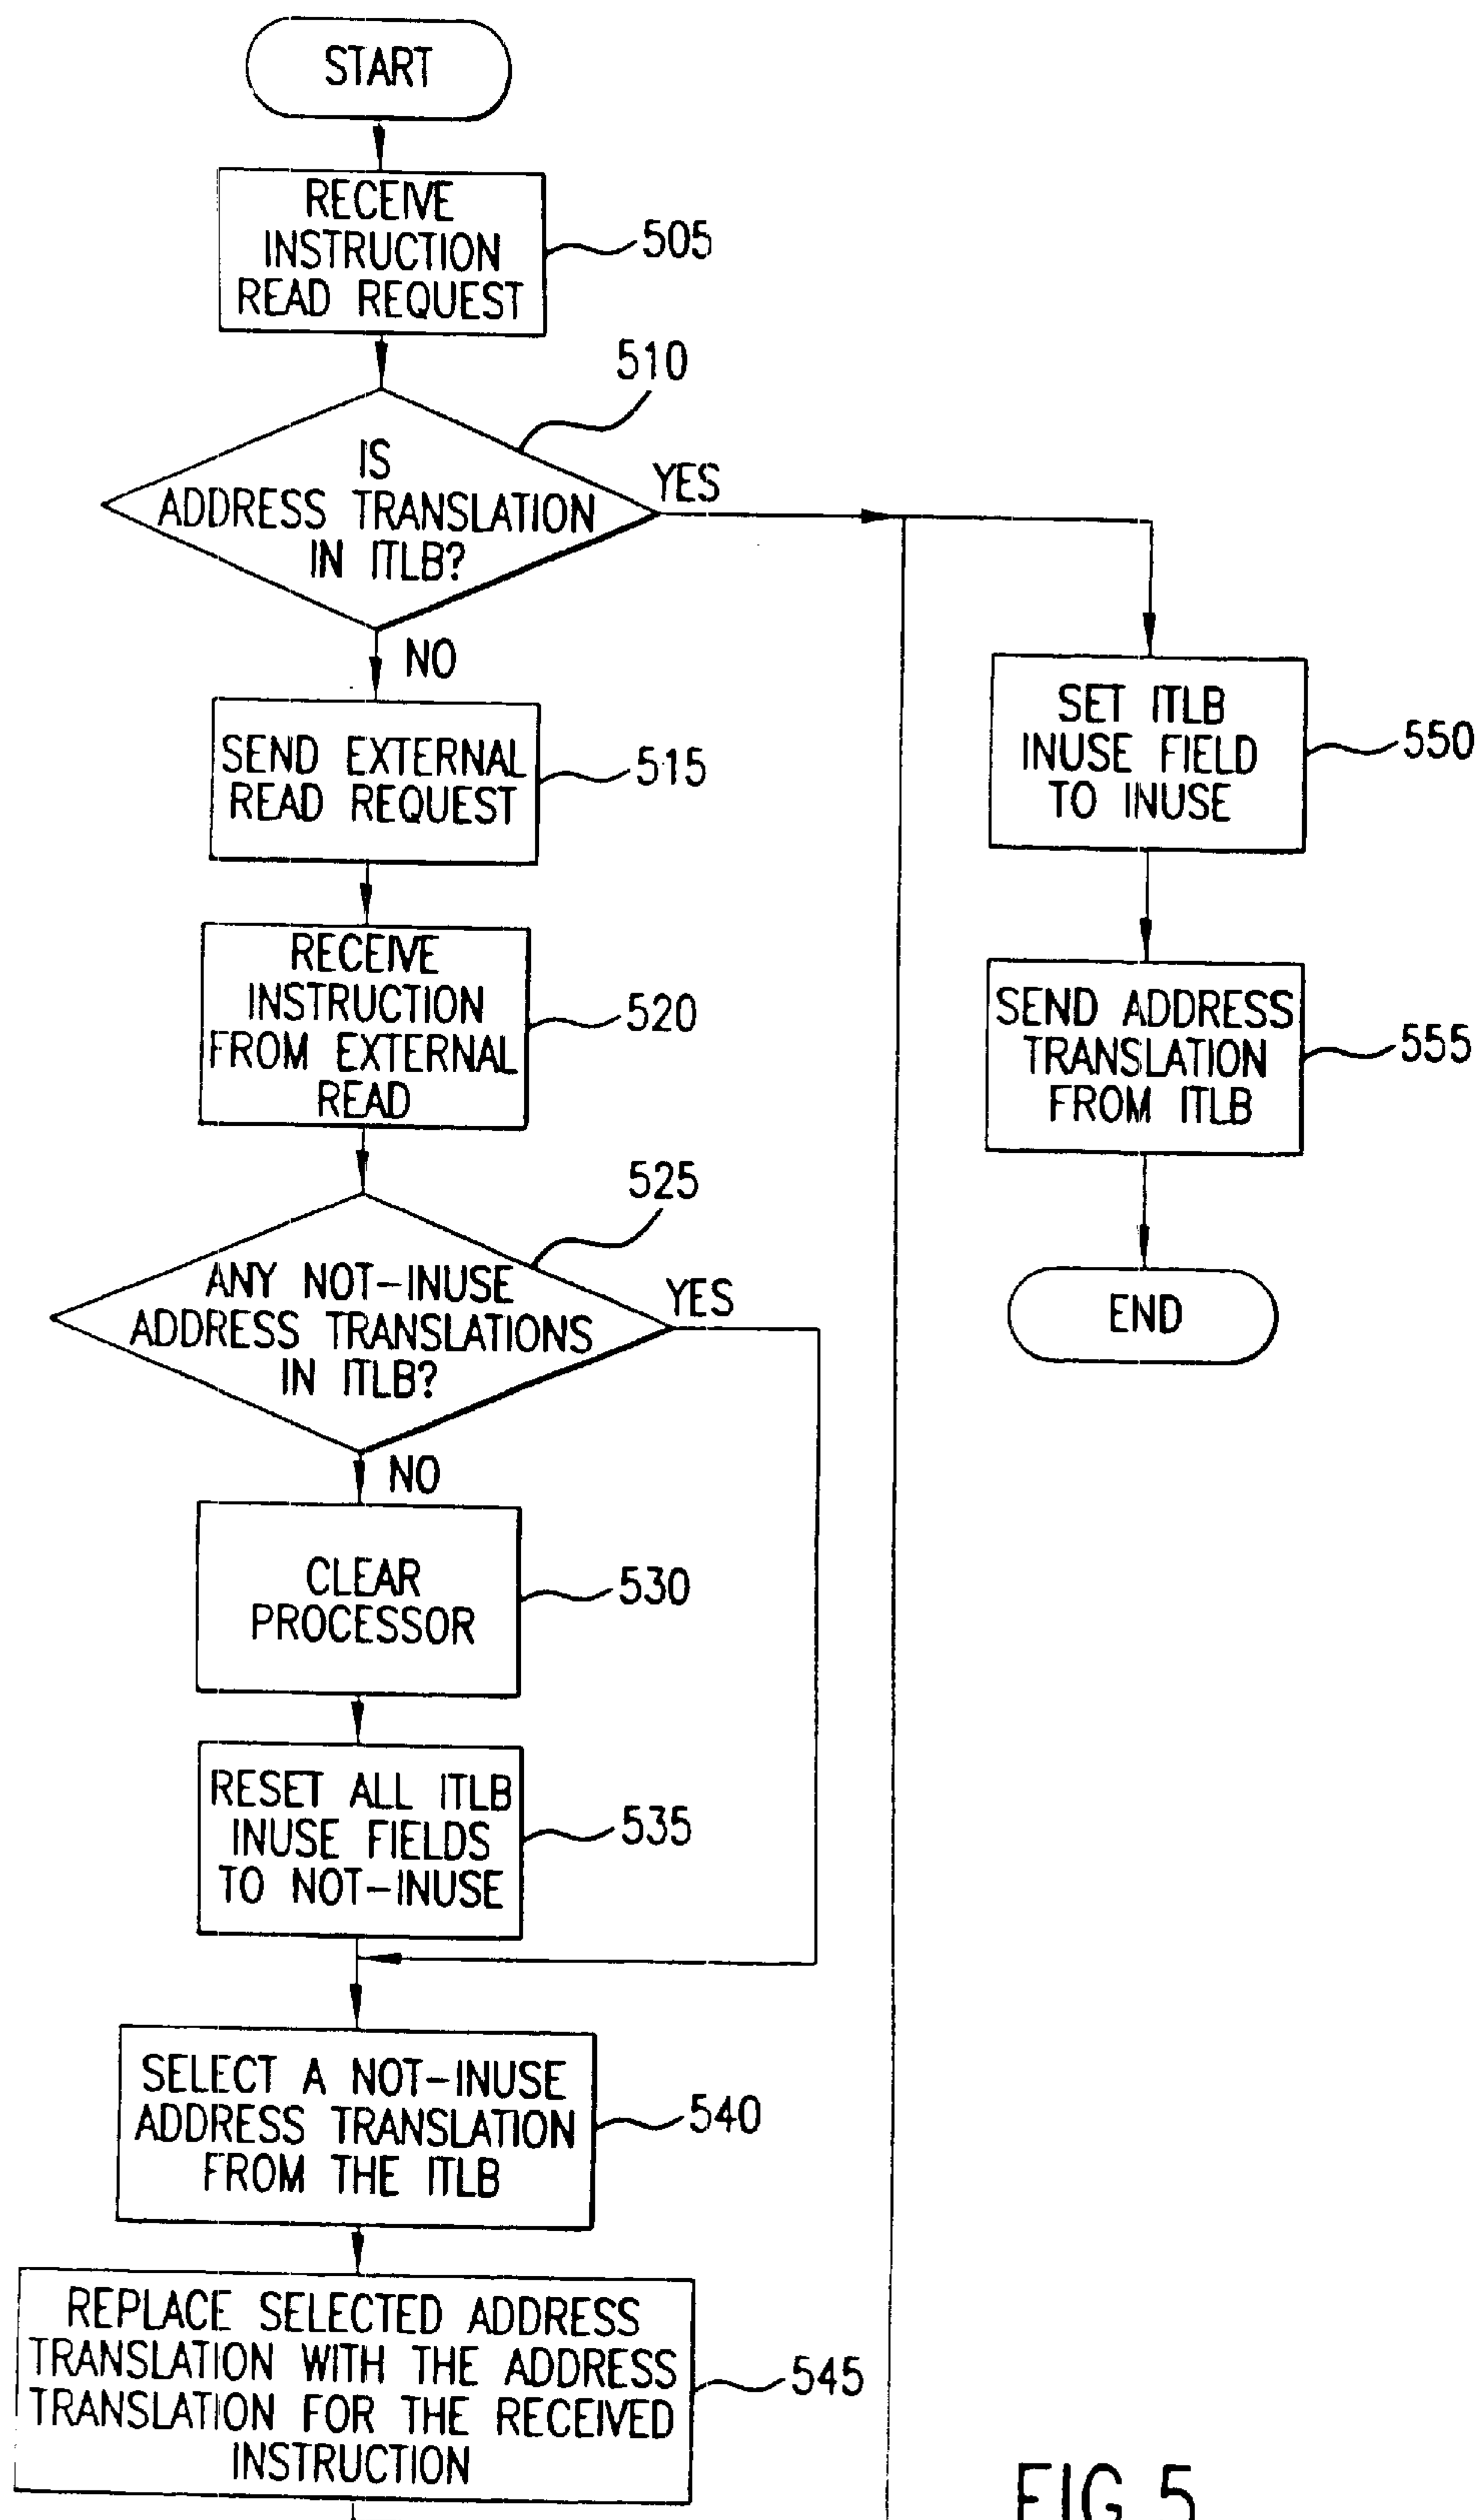 START
RECEIVE
INSTRUCTION
READ REQUEST
505
510
IS
ADDRESS TRANSLATION
IN ITLB?
YES
NO
SEND EXTERNAL
READ REQUEST
515
RECEIVE
INSTRUCTION
FROM EXTERNAL
READ
520
525
ANY NOT-INUSE
ADDRESS TRANSLATIONS
IN ITLB?
YES
NO
CLEAR
PROCESSOR
530
RESET ALL ITLB
INUSE FIELDS
TO NOT-INUSE
535
SELECT A NOT-INUSE
ADDRESS TRANSLATION
FROM THE ITLB
540
REPLACE SELECTED ADDRESS
TRANSLATION WITH THE ADDRESS
TRANSLATION FOR THE RECEIVED
INSTRUCTION
545
SET ITLB
INUSE FIELD
TO INUSE
550
SEND ADDRESS
TRANSLATION
FROM ITLB
555
END
FIG.5